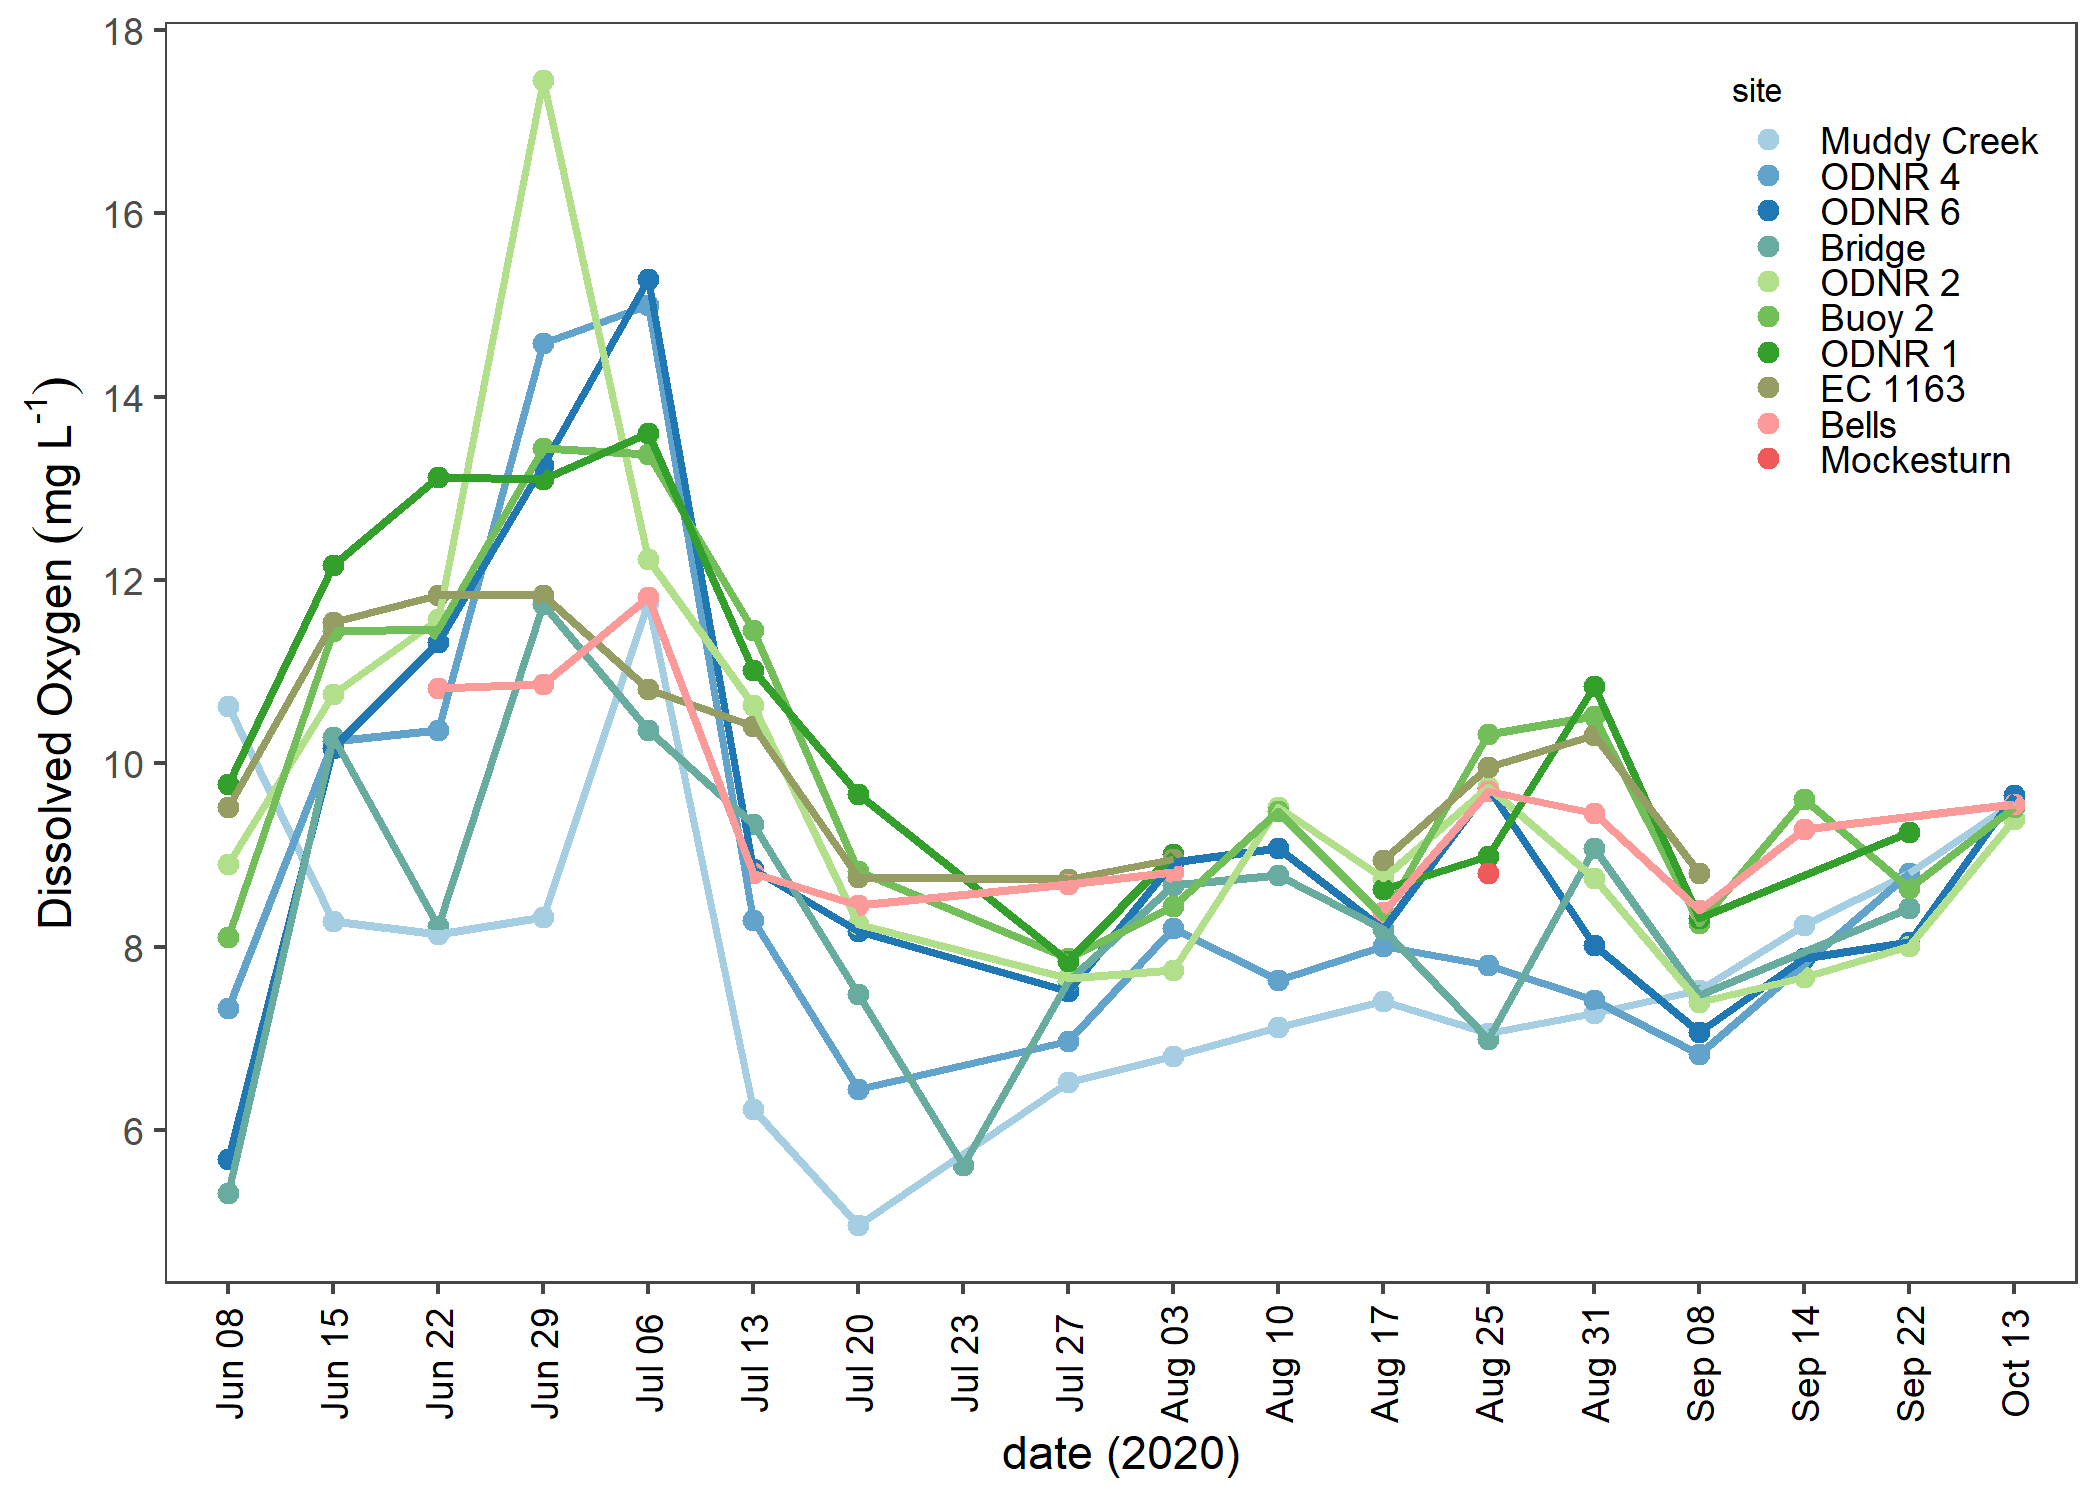 18
16
14
12
10
8
6
Dissolved Oxygen (mg L-1)
site
Muddy Creek
ODNR 4
ODNR 6
Bridge
ODNR 2
Buoy 2
ODNR 1
EC 1163
Bells
Mockesturn
Jun 08
Jun 15
Jun 22
Jun 29
Jul 06
Jul 13
Jul 20
Jul 23
Jul 27
Aug 03
Aug 10
Aug 17
Aug 25
Aug 31
Sep 08
Sep 14
Sep 22
Oct 13
date (2020)